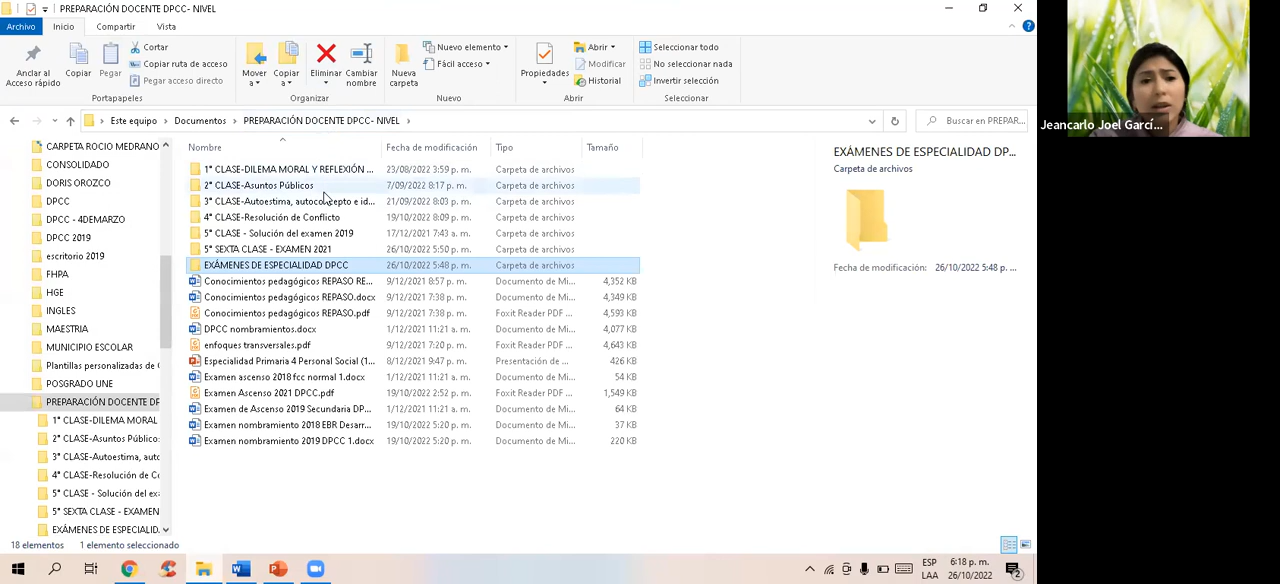 PREPARACIÓN DOCENTE DPCC- NIVEL
Archivo Inicio Compartir Vista
Anclar al Acceso rápido
Copiar
Pegar
Cortar
Copiar ruta de acceso
Pegar acceso directo
Mover a
Copiar a
Eliminar
Cambiar nombre
Nueva carpeta
Nuevo elemento
Fácil acceso
Propiedades
Abrir
Modificar
Historial
Seleccionar todo
No seleccionar nada
Invertir selección
Portapapeles Organizar Nuevo Abrir Seleccionar
Este equipo > Documentos > PREPARACIÓN DOCENTE DPCC- NIVEL >
Buscar en PREPAR...
CARPETA ROCIO MEDRANO
CONSOLIDADO
DORIS OROZCO
DPCC
DPCC - 4DEMARZO
DPCC 2019
escritorio 2019
FHPA
HGE
INGLES
MAESTRIA
MUNICIPIO ESCOLAR
Plantillas personalizadas de
POSGRADO UNE
PREPARACIÓN DOCENTE DP
1° CLASE-DILEMA MORAL
2° CLASE-Asuntos Público
3° CLASE-Autoestima, auto
4° CLASE-Resolución de Co
5° CLASE - Solución del exa
5° SEXTA CLASE - EXAMEN
EXÁMENES DE ESPECIALID
Nombre Fecha de modificación Tipo Tamaño
1° CLASE-DILEMA MORAL Y REFLEXIÓN ... 23/08/2022 3:59 p. m. Carpeta de archivos
2° CLASE-Asuntos Públicos 7/09/2022 8:17 p. m. Carpeta de archivos
3° CLASE-Autoestima, autoconcepto e id... 21/09/2022 8:03 p. m. Carpeta de archivos
4° CLASE-Resolución de Conflicto 19/10/2022 8:09 p. m. Carpeta de archivos
5° CLASE - Solución del examen 2019 17/12/2021 7:43 a. m. Carpeta de archivos
5° SEXTA CLASE - EXAMEN 2021 26/10/2022 5:50 p. m. Carpeta de archivos
EXÁMENES DE ESPECIALIDAD DPCC 26/10/2022 5:48 p. m. Carpeta de archivos
Conocimientos pedagógicos REPASO RE... 9/12/2021 8:57 p. m. Documento de Mi... 4,352 KB
Conocimientos pedagógicos REPASO.docx 9/12/2021 7:38 p. m. Documento de Mi... 4,349 KB
Conocimientos pedagógicos REPASO.pdf 9/12/2021 7:38 p. m. Foxit Reader PDF ... 4,593 KB
DPCC nombramientos.docx 1/12/2021 11:21 a. m. Documento de Mi... 4,077 KB
enfoques transversales.pdf 9/12/2021 7:20 p. m. Foxit Reader PDF ... 4,643 KB
Especialidad Primaria 4 Personal Social (1... 8/12/2021 9:47 p. m. Presentación de ... 426 KB
Examen ascenso 2018 fcc normal 1.docx 1/12/2021 11:21 a. m. Documento de Mi... 54 KB
Examen Ascenso 2021 DPCC.pdf 19/10/2022 2:52 p. m. Foxit Reader PDF ... 1,549 KB
Examen de Ascenso 2019 Secundaria DP... 1/12/2021 11:21 a. m. Documento de Mi... 64 KB
Examen nombramiento 2018 EBR Desarr... 19/10/2022 5:20 p. m. Documento de Mi... 37 KB
Examen nombramiento 2019 DPCC 1.docx 19/10/2022 5:20 p. m. Documento de Mi... 220 KB
EXÁMENES DE ESPECIALIDAD DP...
Carpeta de archivos
Fecha de modificación: 26/10/2022 5:48 p. m. ...
Jeancarlo Joel Garcí...
18 elementos 1 elemento seleccionado
ESP
LAA
6:18 p. m.
26/10/2022
2